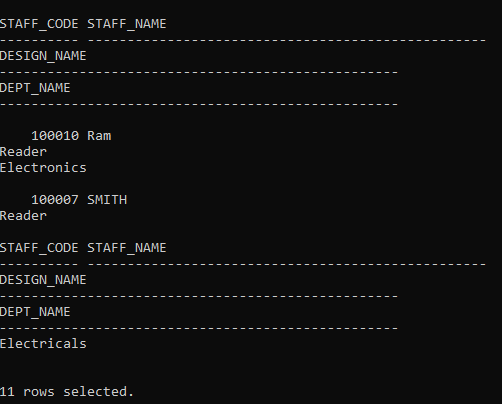 STAFF_CODE STAFF_NAME
---------- --------------------------------------------------
DESIGN_NAME
--------------------------------------------------
DEPT_NAME
--------------------------------------------------
100010 Ram
Reader
Electronics
100007 SMITH
Reader
STAFF_CODE STAFF_NAME
---------- --------------------------------------------------
DESIGN_NAME
--------------------------------------------------
DEPT_NAME
--------------------------------------------------
Electricals
11 rows selected.